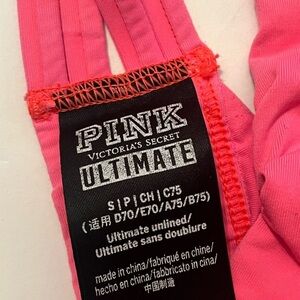 PINK
VICTORIA'S SECRET
ULTIMATE
S|P|CH|C75
(适用 D70/E70/A75/B75)
Ultimate unlined/
Ultimate sans doublure
made in china/fabriqué en chine/
hecho en china/fabbricato in cina/
中国制造